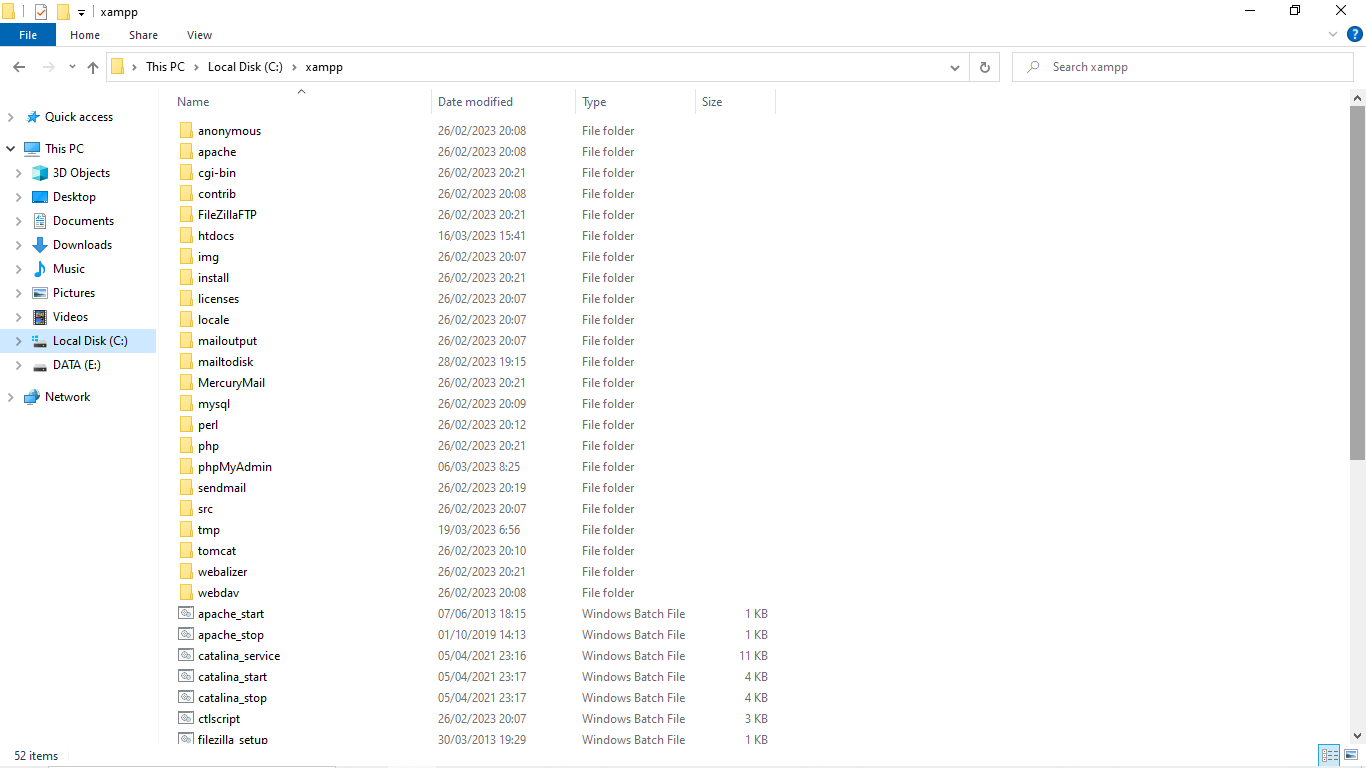 xampp
File Home Share View
This PC Local Disk (C:) xampp Search xampp
Name Date modified Type Size
Quick access
This PC
3D Objects
Desktop
Documents
Downloads
Music
Pictures
Videos
Local Disk (C:)
DATA (E:)
Network
anonymous 26/02/2023 20:08 File folder
apache 26/02/2023 20:08 File folder
cgi-bin 26/02/2023 20:21 File folder
contrib 26/02/2023 20:08 File folder
FileZillaFTP 26/02/2023 20:21 File folder
htdocs 16/03/2023 15:41 File folder
img 26/02/2023 20:07 File folder
install 26/02/2023 20:21 File folder
licenses 26/02/2023 20:07 File folder
locale 26/02/2023 20:07 File folder
mailoutput 26/02/2023 20:07 File folder
mailtodisk 28/02/2023 19:15 File folder
MercuryMail 26/02/2023 20:21 File folder
mysql 26/02/2023 20:09 File folder
perl 26/02/2023 20:12 File folder
php 26/02/2023 20:21 File folder
phpMyAdmin 06/03/2023 8:25 File folder
sendmail 26/02/2023 20:19 File folder
src 26/02/2023 20:07 File folder
tmp 19/03/2023 6:56 File folder
tomcat 26/02/2023 20:10 File folder
webalizer 26/02/2023 20:21 File folder
webdav 26/02/2023 20:08 File folder
apache_start 07/06/2013 18:15 Windows Batch File 1 KB
apache_stop 01/10/2019 14:13 Windows Batch File 1 KB
catalina_service 05/04/2021 23:16 Windows Batch File 11 KB
catalina_start 05/04/2021 23:17 Windows Batch File 4 KB
catalina_stop 05/04/2021 23:17 Windows Batch File 4 KB
ctlscript 26/02/2023 20:07 Windows Batch File 3 KB
filezilla_setup 30/03/2013 19:29 Windows Batch File 1 KB
52 items